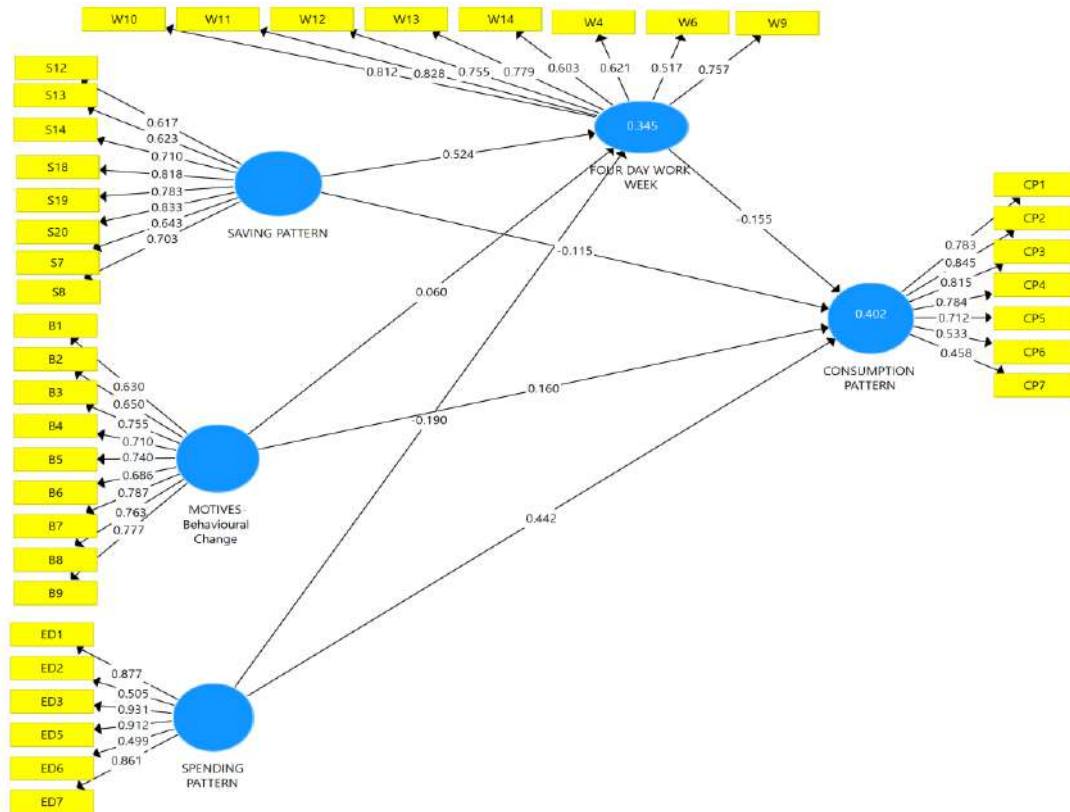 W10
W11
W12
W13
W14
W4
W6
W9
0.812
0.828
0.755
0.779
0.603
0.621
0.517
0.757
S12
S13
S14
S18
S19
S20
S7
S8
0.617
0.623
0.710
0.818
0.783
0.833
0.643
0.703
SAVING PATTERN
0.524
0.345
FOUR DAY WORK
WEEK
-0.155
-0.115
0.060
0.160
-0.190
0.442
CP1
CP2
CP3
CP4
CP5
CP6
CP7
0.783
0.845
0.815
0.784
0.712
0.533
0.458
0.402
CONSUMPTION
PATTERN
B1
B2
B3
B4
B5
B6
B7
B8
B9
0.630
0.650
0.755
0.710
0.740
0.686
0.787
0.763
0.777
MOTIVES-
Behavioural
Change
ED1
ED2
ED3
ED5
ED6
ED7
0.877
0.505
0.931
0.912
0.499
0.861
SPENDING
PATTERN